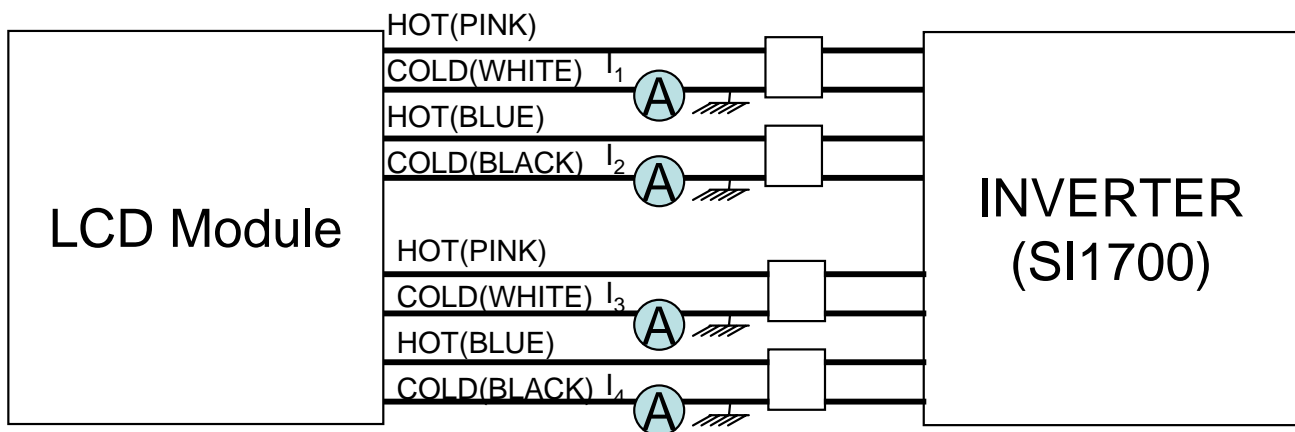 HOT(PINK)
COLD(WHITE) I₁
A
HOT(BLUE)
COLD(BLACK) I₂
A
LCD Module
INVERTER
(SI1700)
HOT(PINK)
COLD(WHITE) I₃
A
HOT(BLUE)
COLD(BLACK) I₄
A